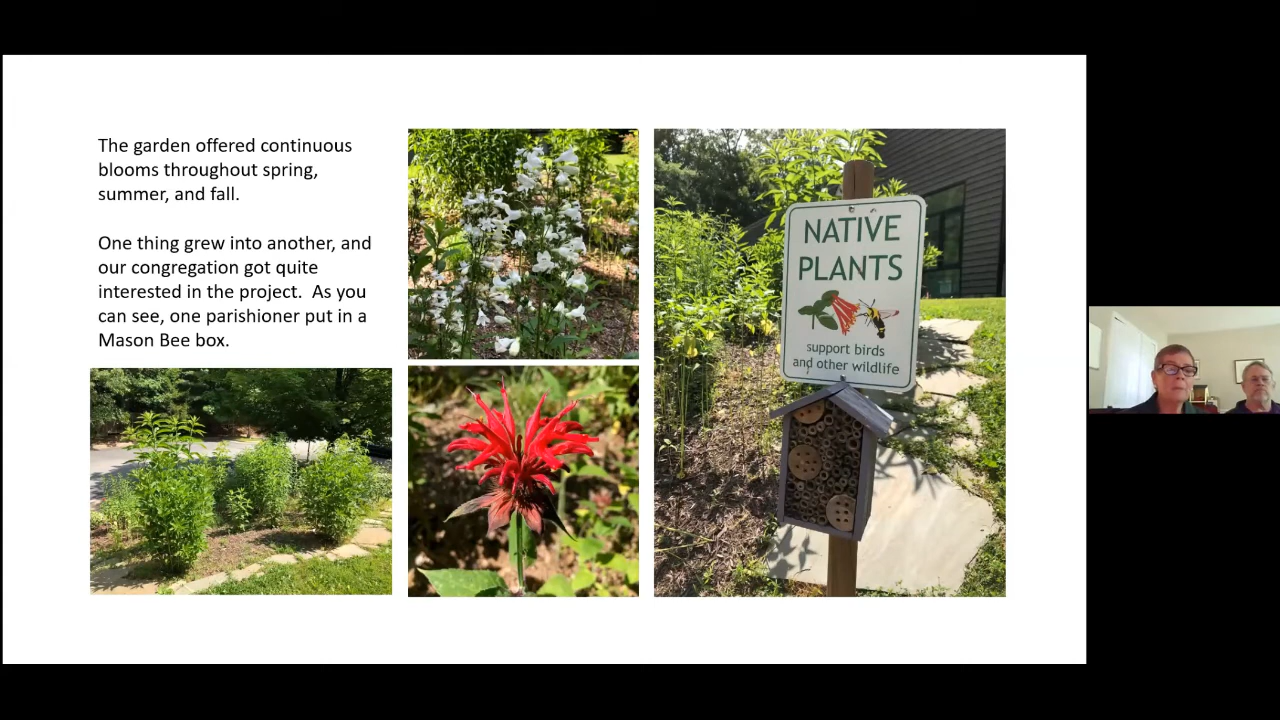 The garden offered continuous
blooms throughout spring,
summer, and fall.
One thing grew into another, and
our congregation got quite
interested in the project.  As you
can see, one parishioner put in a
Mason Bee box.
NATIVE
PLANTS
support birds
and other wildlife